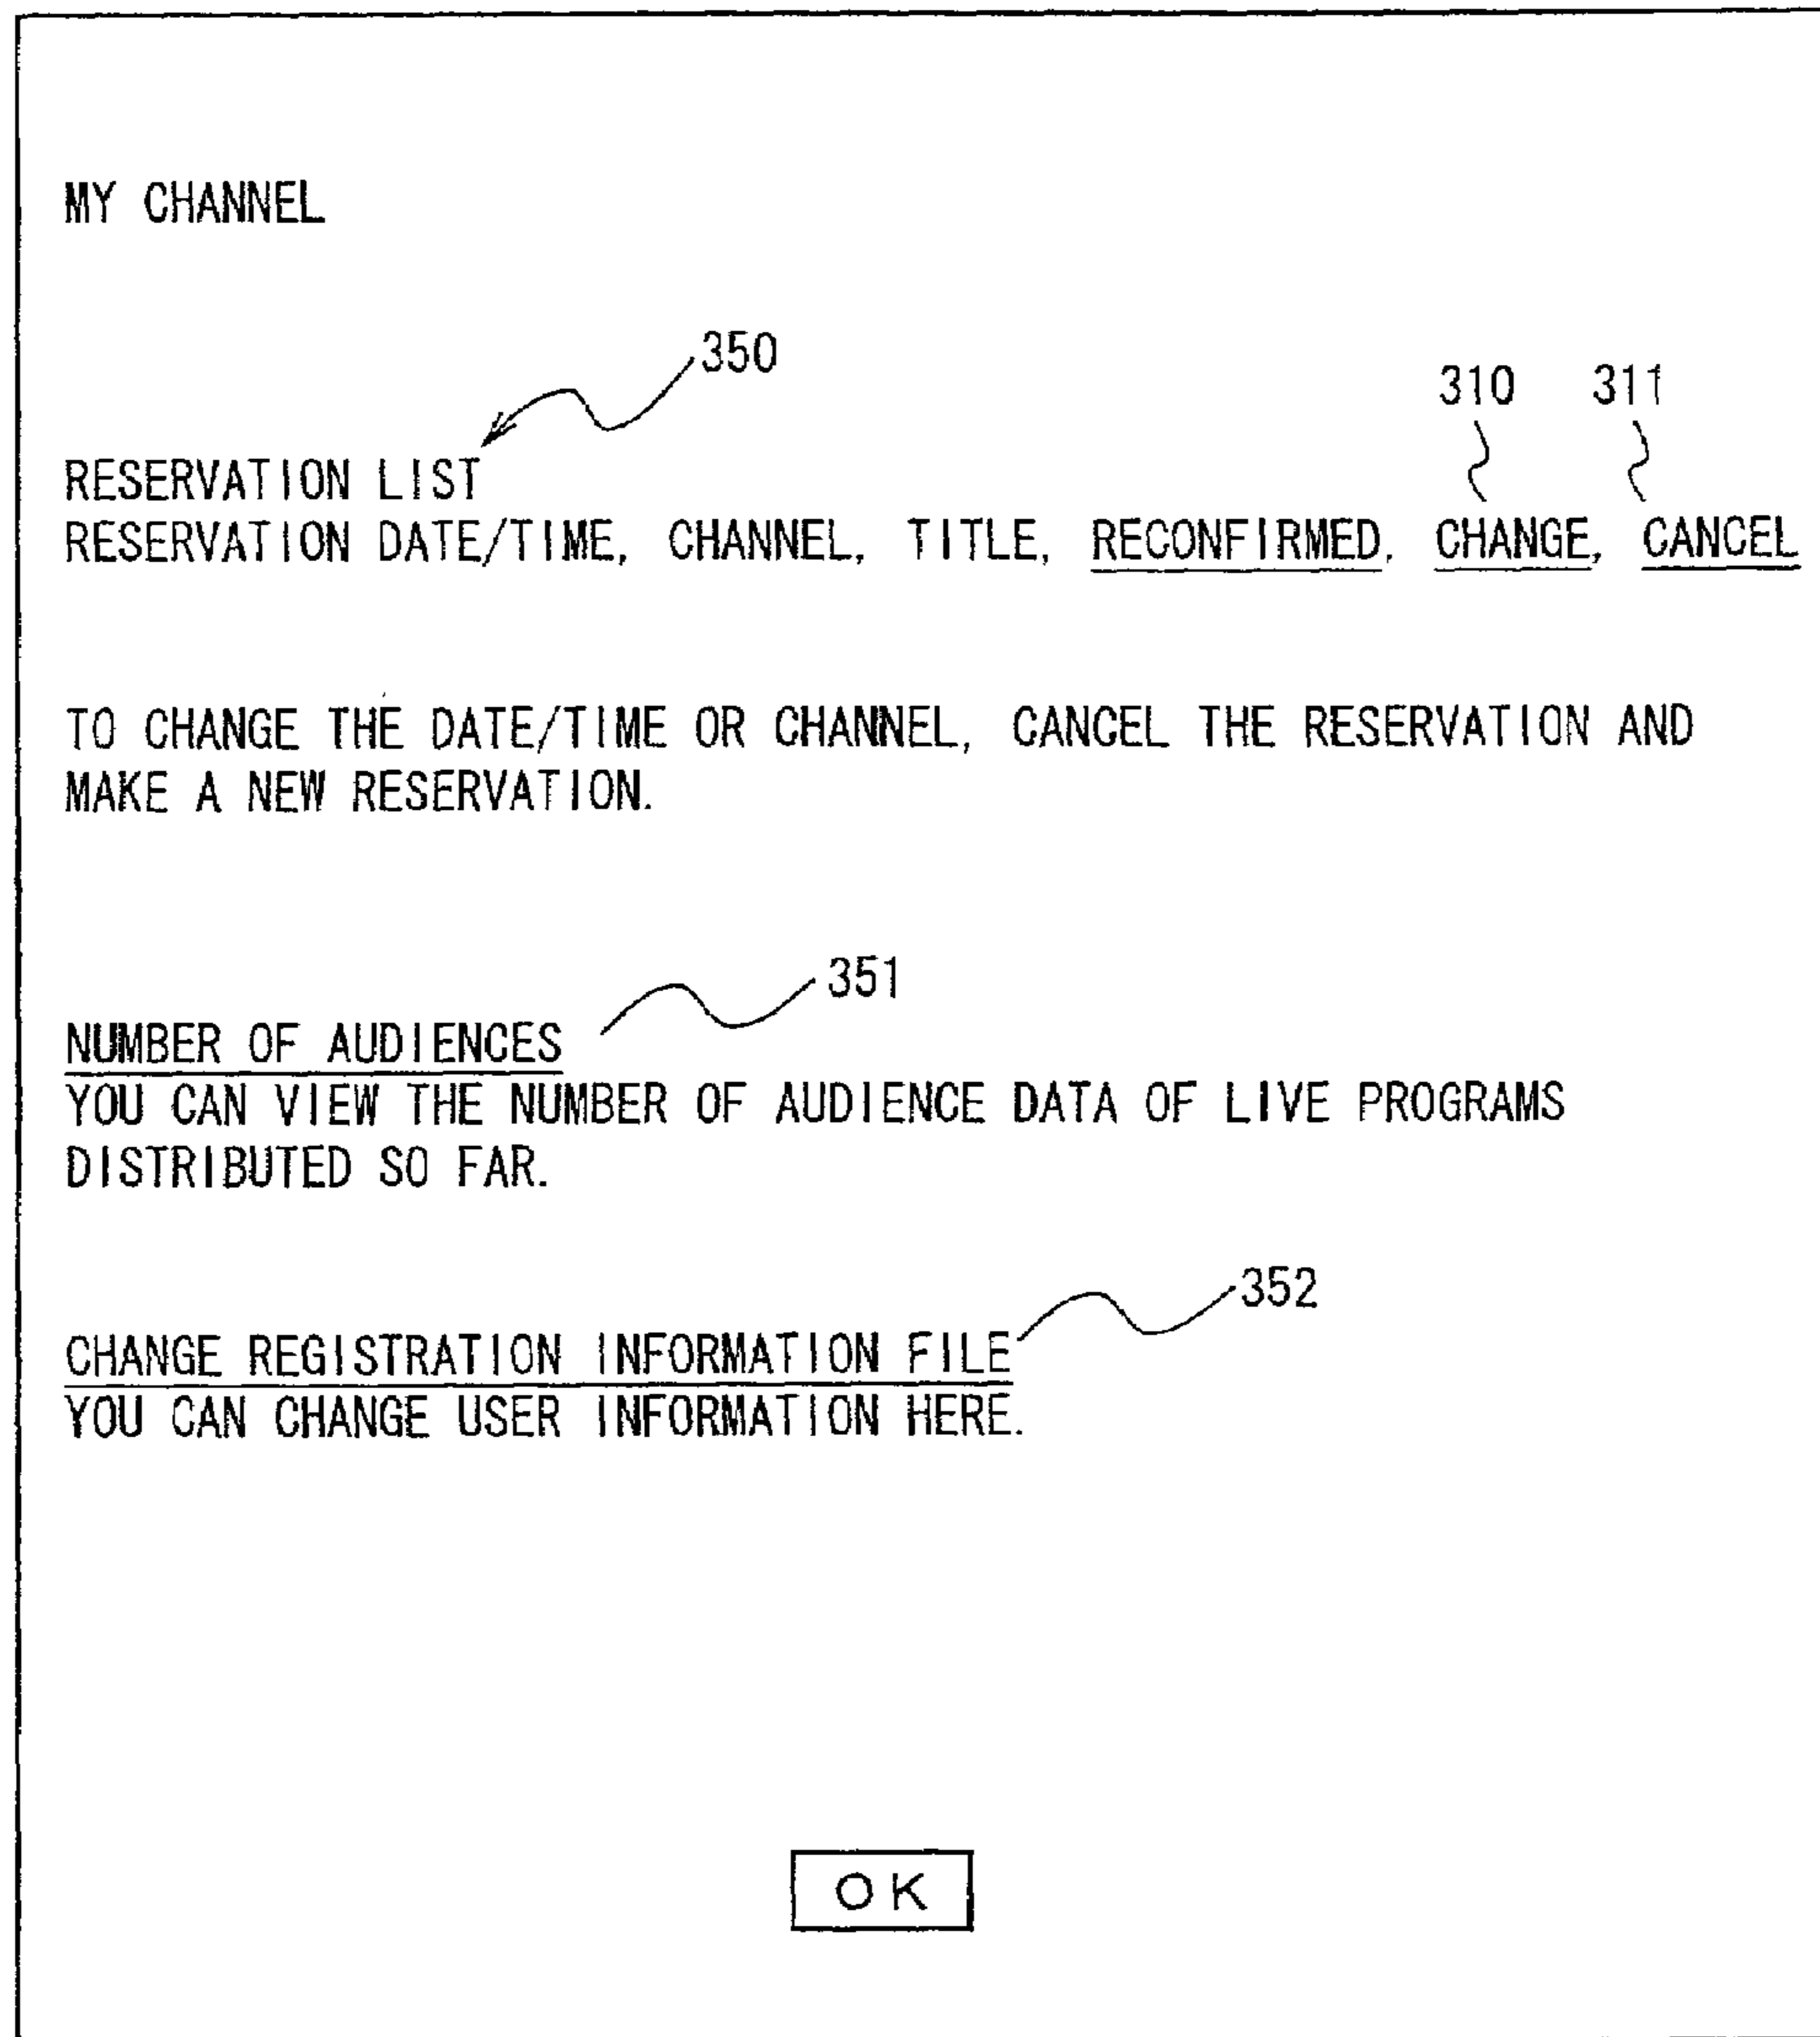 MY CHANNEL
350
310 311
RESERVATION LIST
RESERVATION DATE/TIME, CHANNEL, TITLE, RECONFIRMED, CHANGE, CANCEL
TO CHANGE THE DATE/TIME OR CHANNEL, CANCEL THE RESERVATION AND
MAKE A NEW RESERVATION.
351
NUMBER OF AUDIENCES
YOU CAN VIEW THE NUMBER OF AUDIENCE DATA OF LIVE PROGRAMS
DISTRIBUTED SO FAR.
352
CHANGE REGISTRATION INFORMATION FILE
YOU CAN CHANGE USER INFORMATION HERE.
OK